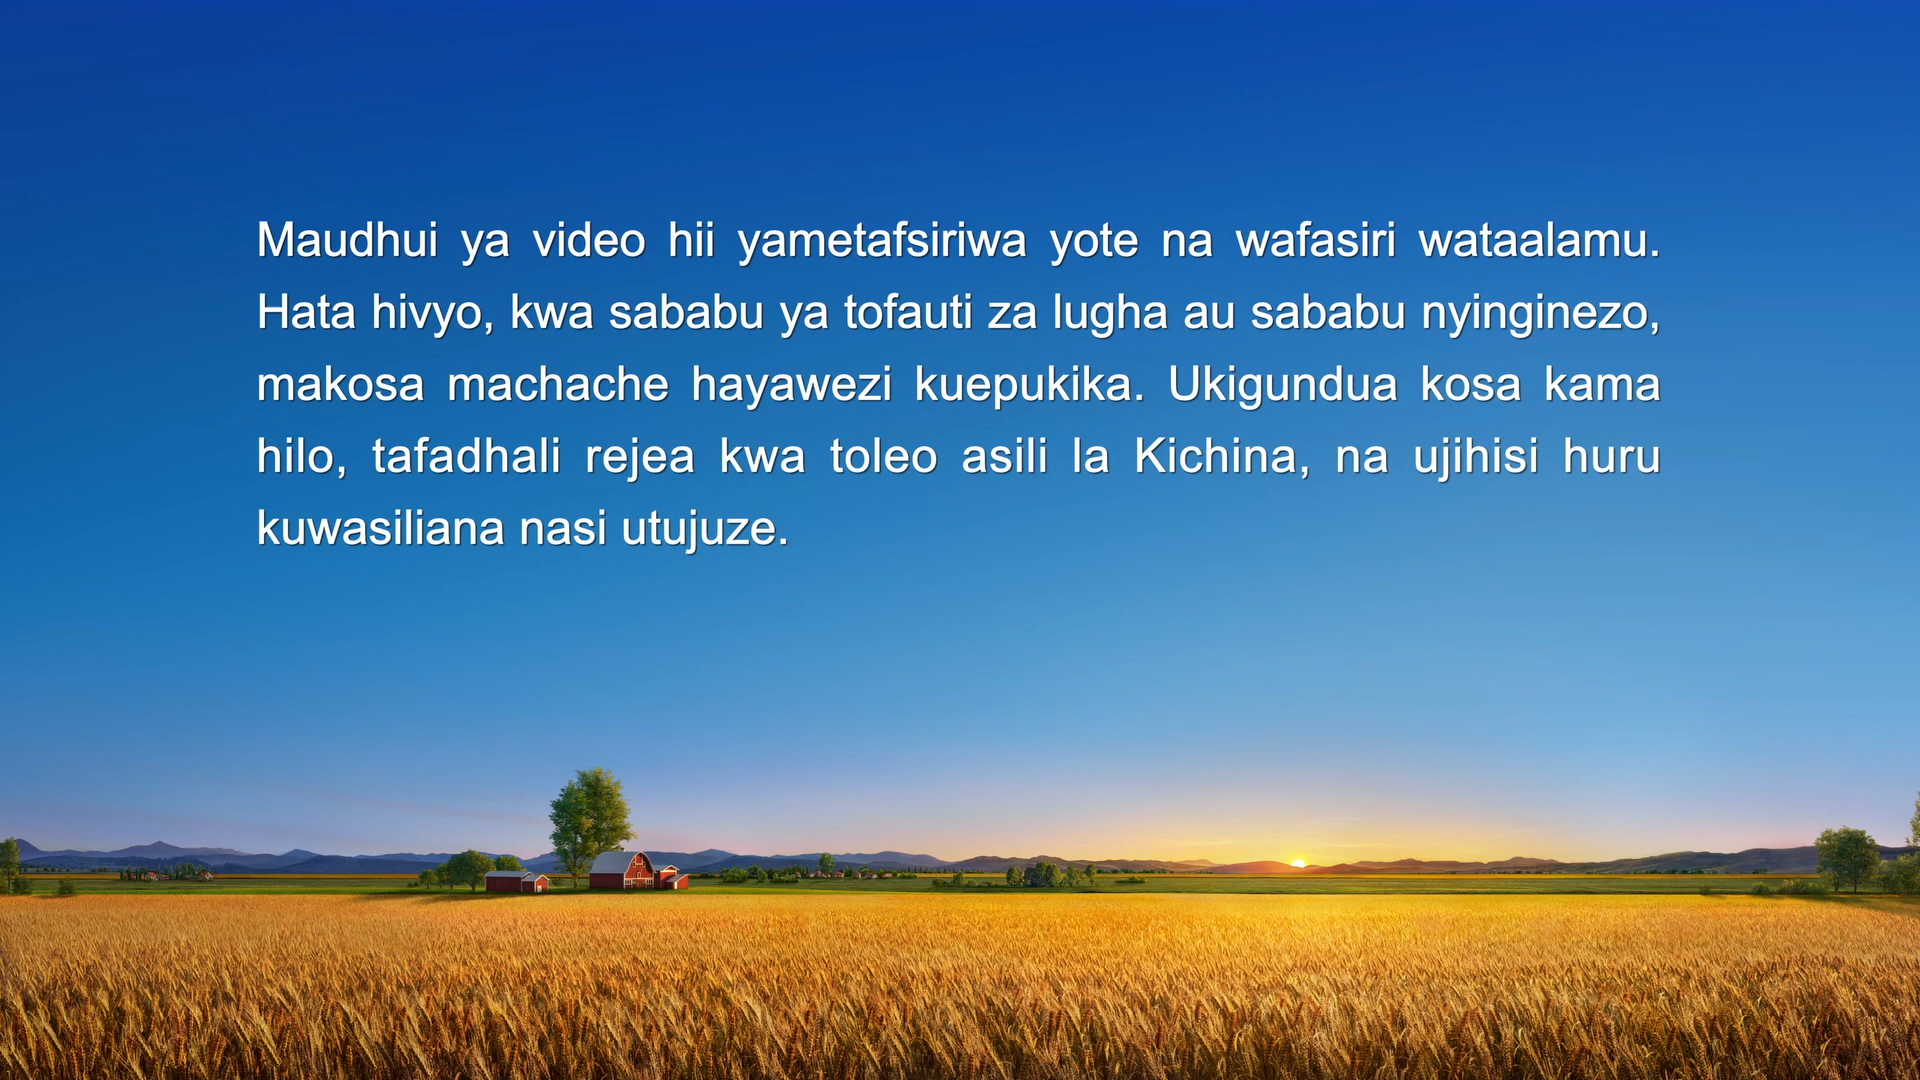 Maudhui ya video hii yametafsiriwa yote na wafasiri wataalamu.
Hata hivyo, kwa sababu ya tofauti za lugha au sababu nyinginezo,
makosa machache hayawezi kuepukika. Ukigundua kosa kama
hilo, tafadhali rejea kwa toleo asili la Kichina, na ujihisi huru
kuwasiliana nasi utujuze.